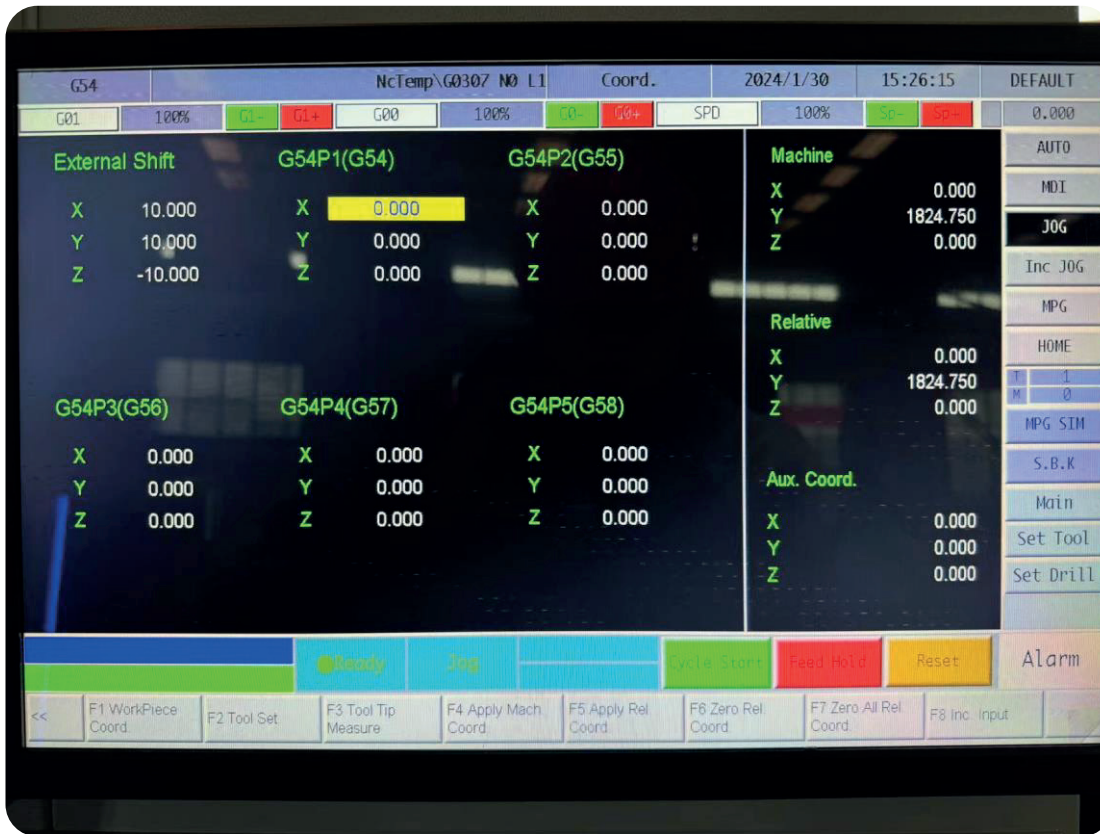 G54 NcTemp\G0307 N0 L1 Coord. 2024/1/30 15:26:15 DEFAULT
G01 100% G1- G1+ G00 100% G0- G0+ SPD 100% Sp- Sp+ 0.000
External Shift G54P1(G54) G54P2(G55)
X 10.000 X 0.000 X 0.000
Y 10.000 Y 0.000 Y 0.000
Z -10.000 Z 0.000 Z 0.000
G54P3(G56) G54P4(G57) G54P5(G58)
X 0.000 X 0.000 X 0.000
Y 0.000 Y 0.000 Y 0.000
Z 0.000 Z 0.000 Z 0.000
Machine
X 0.000
Y 1824.750
Z 0.000
Relative
X 0.000
Y 1824.750
Z 0.000
Aux. Coord.
X 0.000
Y 0.000
Z 0.000
AUTO
MDI
JOG
Inc JOG
MPG
HOME
T 1
M 0
MPG SIM
S.B.K
Main
Set Tool
Set Drill
Ready Jog Cycle Start Feed Hold Reset Alarm
<< F1 WorkPiece Coord. F2 Tool Set F3 Tool Tip Measure F4 Apply Mach. Coord. F5 Apply Rel. Coord. F6 Zero Rel. Coord. F7 Zero All Rel. Coord. F8 Inc. Input